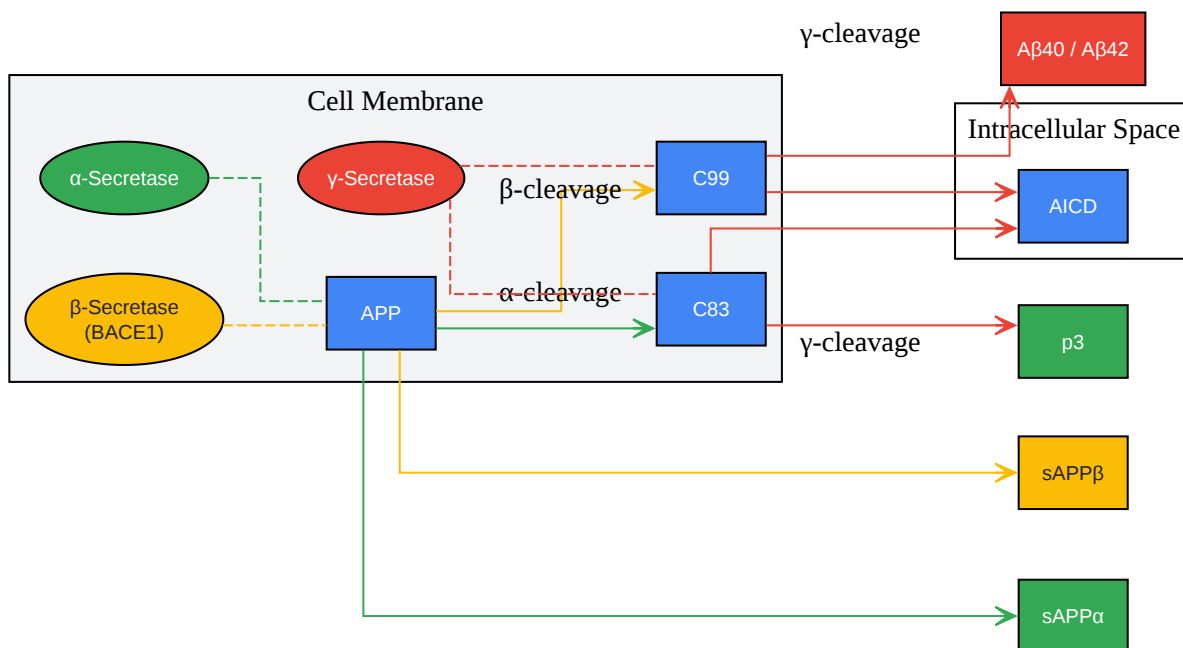 γ-cleavage
Aβ40 / Aβ42
Cell Membrane
Intracellular Space
α-Secretase
γ-Secretase
β-cleavage
C99
AICD
β-Secretase
(BACE1)
APP
α-cleavage
C83
γ-cleavage
p3
sAPPβ
sAPPα